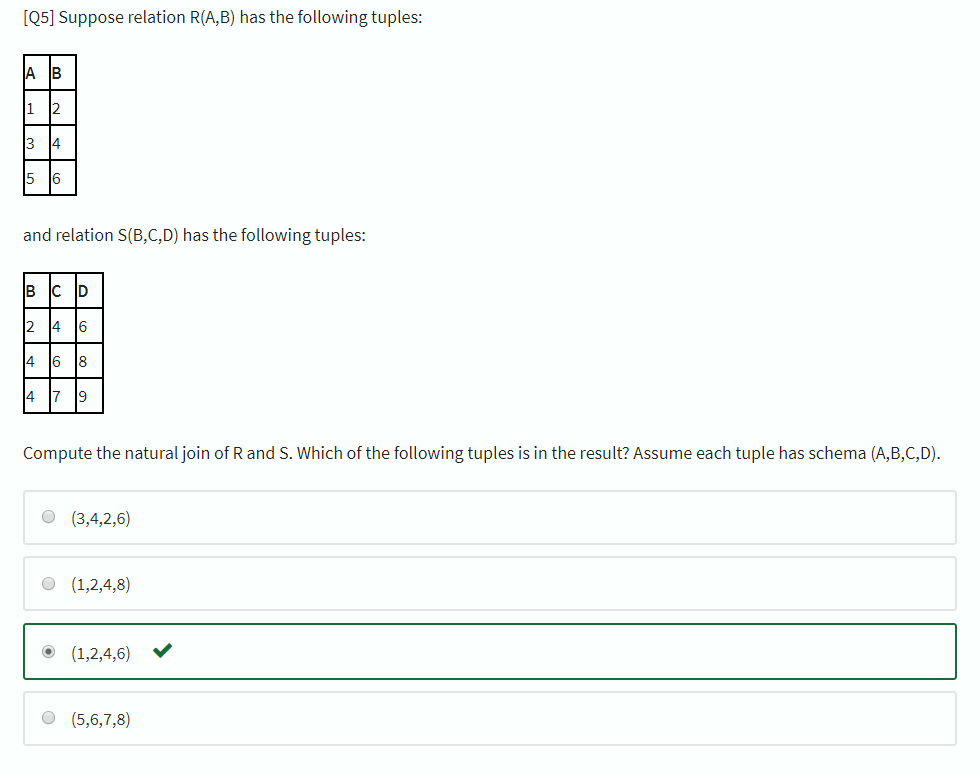 [Q5] Suppose relation R(A,B) has the following tuples:
A B
1 2
3 4
5 6
and relation S(B,C,D) has the following tuples:
B C D
2 4 6
4 6 8
4 7 9
Compute the natural join of R and S. Which of the following tuples is in the result? Assume each tuple has schema (A,B,C,D).
(3,4,2,6)
(1,2,4,8)
(1,2,4,6)
(5,6,7,8)